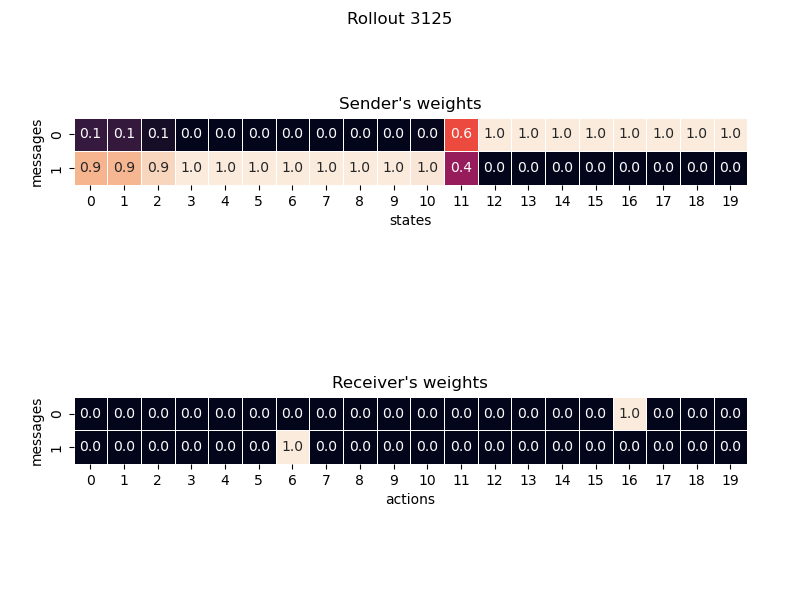 Rollout 3125
Sender's weights
messages
0 0.1 0.1 0.1 0.0 0.0 0.0 0.0 0.0 0.0 0.0 0.0 0.6 1.0 1.0 1.0 1.0 1.0 1.0 1.0 1.0
1 0.9 0.9 0.9 1.0 1.0 1.0 1.0 1.0 1.0 1.0 1.0 0.4 0.0 0.0 0.0 0.0 0.0 0.0 0.0 0.0
0 1 2 3 4 5 6 7 8 9 10 11 12 13 14 15 16 17 18 19
states
Receiver's weights
messages
0 0.0 0.0 0.0 0.0 0.0 0.0 0.0 0.0 0.0 0.0 0.0 0.0 0.0 0.0 0.0 0.0 1.0 0.0 0.0 0.0
1 0.0 0.0 0.0 0.0 0.0 0.0 1.0 0.0 0.0 0.0 0.0 0.0 0.0 0.0 0.0 0.0 0.0 0.0 0.0 0.0
0 1 2 3 4 5 6 7 8 9 10 11 12 13 14 15 16 17 18 19
actions